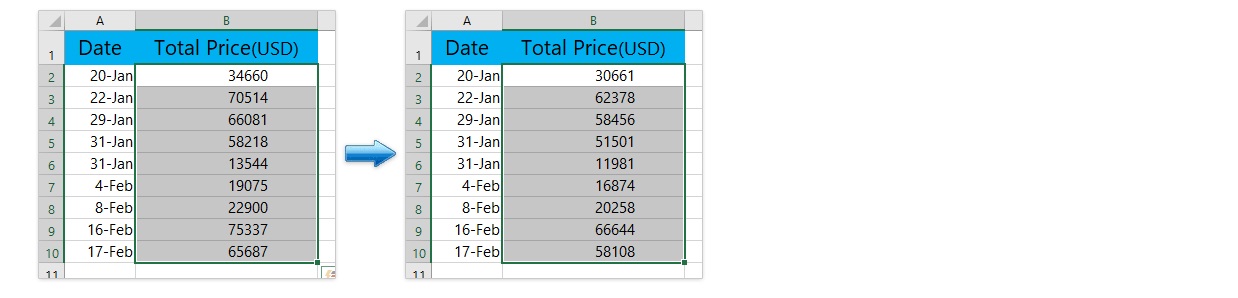 A B
1 Date Total Price(USD)
2 20-Jan 34660
3 22-Jan 70514
4 29-Jan 66081
5 31-Jan 58218
6 31-Jan 13544
7 4-Feb 19075
8 8-Feb 22900
9 16-Feb 75337
10 17-Feb 65687
11
A B
1 Date Total Price(USD)
2 20-Jan 30661
3 22-Jan 62378
4 29-Jan 58456
5 31-Jan 51501
6 31-Jan 11981
7 4-Feb 16874
8 8-Feb 20258
9 16-Feb 66644
10 17-Feb 58108
11